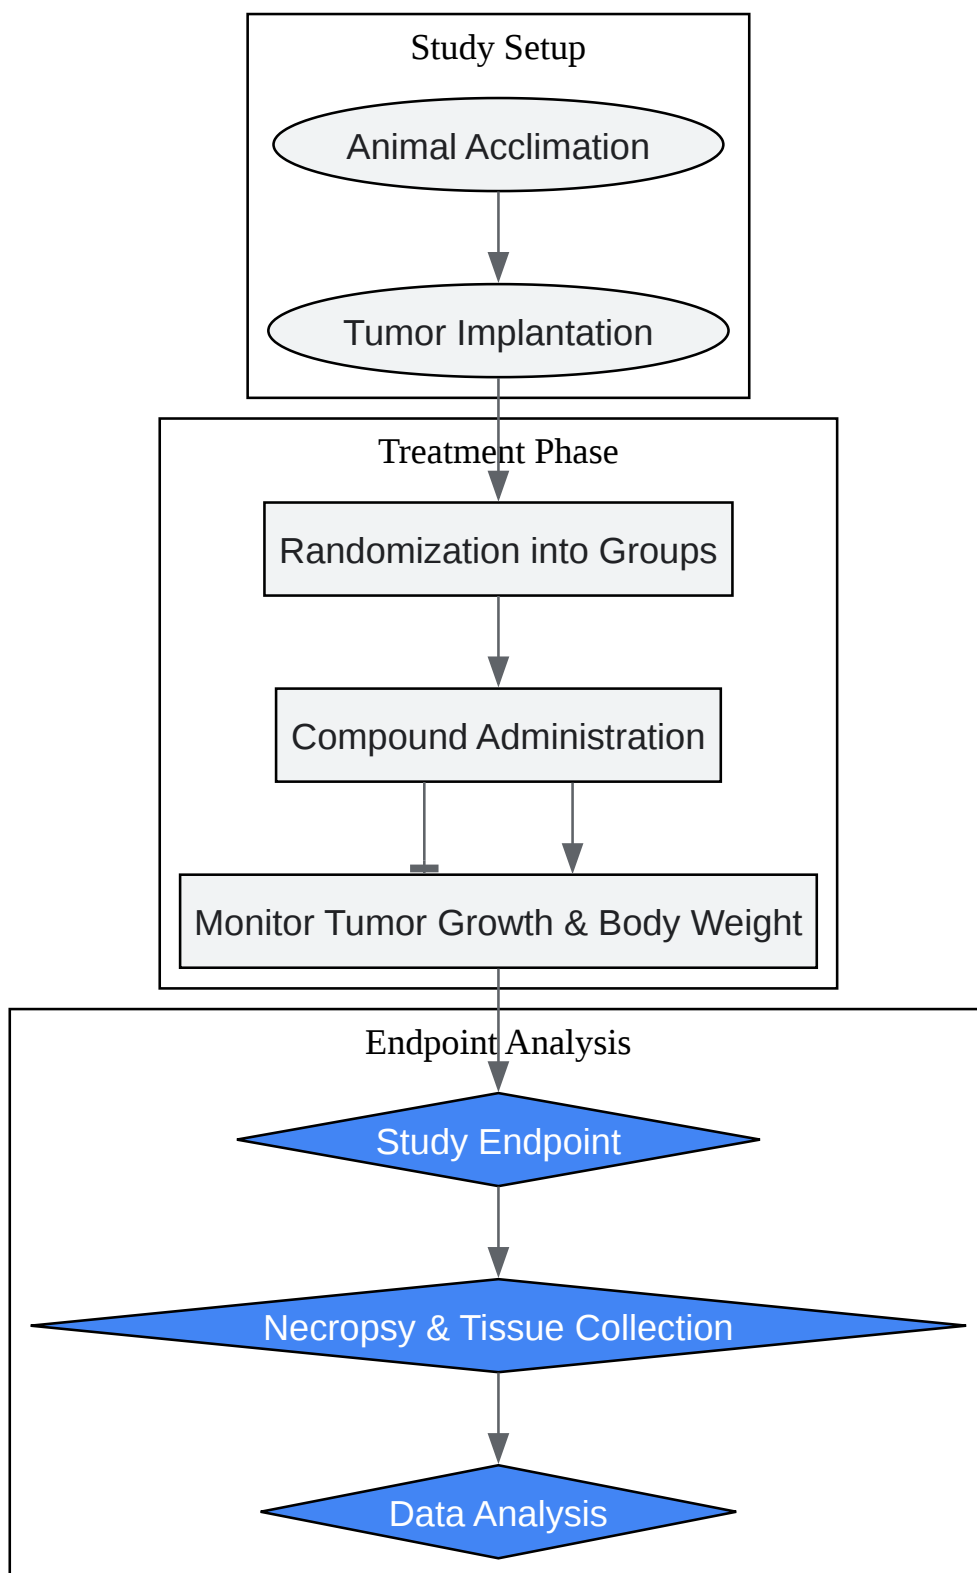 Study Setup
Animal Acclimation
Tumor Implantation
Treatment Phase
Randomization into Groups
Compound Administration
Monitor Tumor Growth & Body Weight
Endpoint Analysis
Study Endpoint
Necropsy & Tissue Collection
Data Analysis